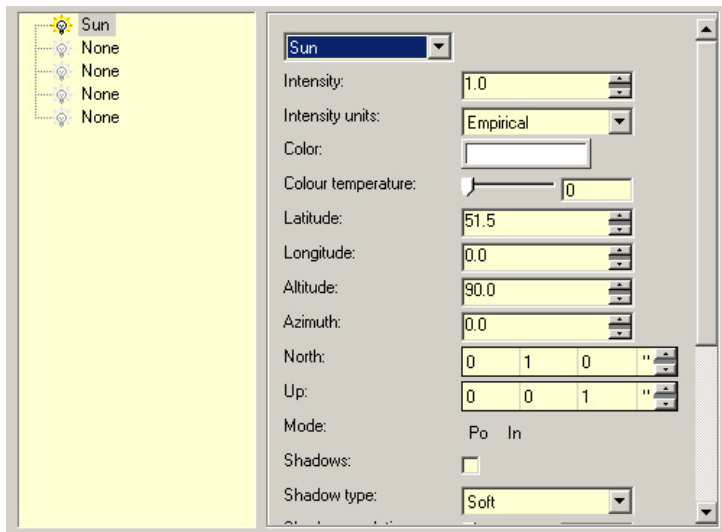 Sun
None
None
None
None
Sun
Intensity: 1.0
Intensity units: Empirical
Color:
Colour temperature: 0
Latitude: 51.5
Longitude: 0.0
Altitude: 90.0
Azimuth: 0.0
North: 0 1 0 "
Up: 0 0 1 "
Mode: Po In
Shadows:
Shadow type: Soft